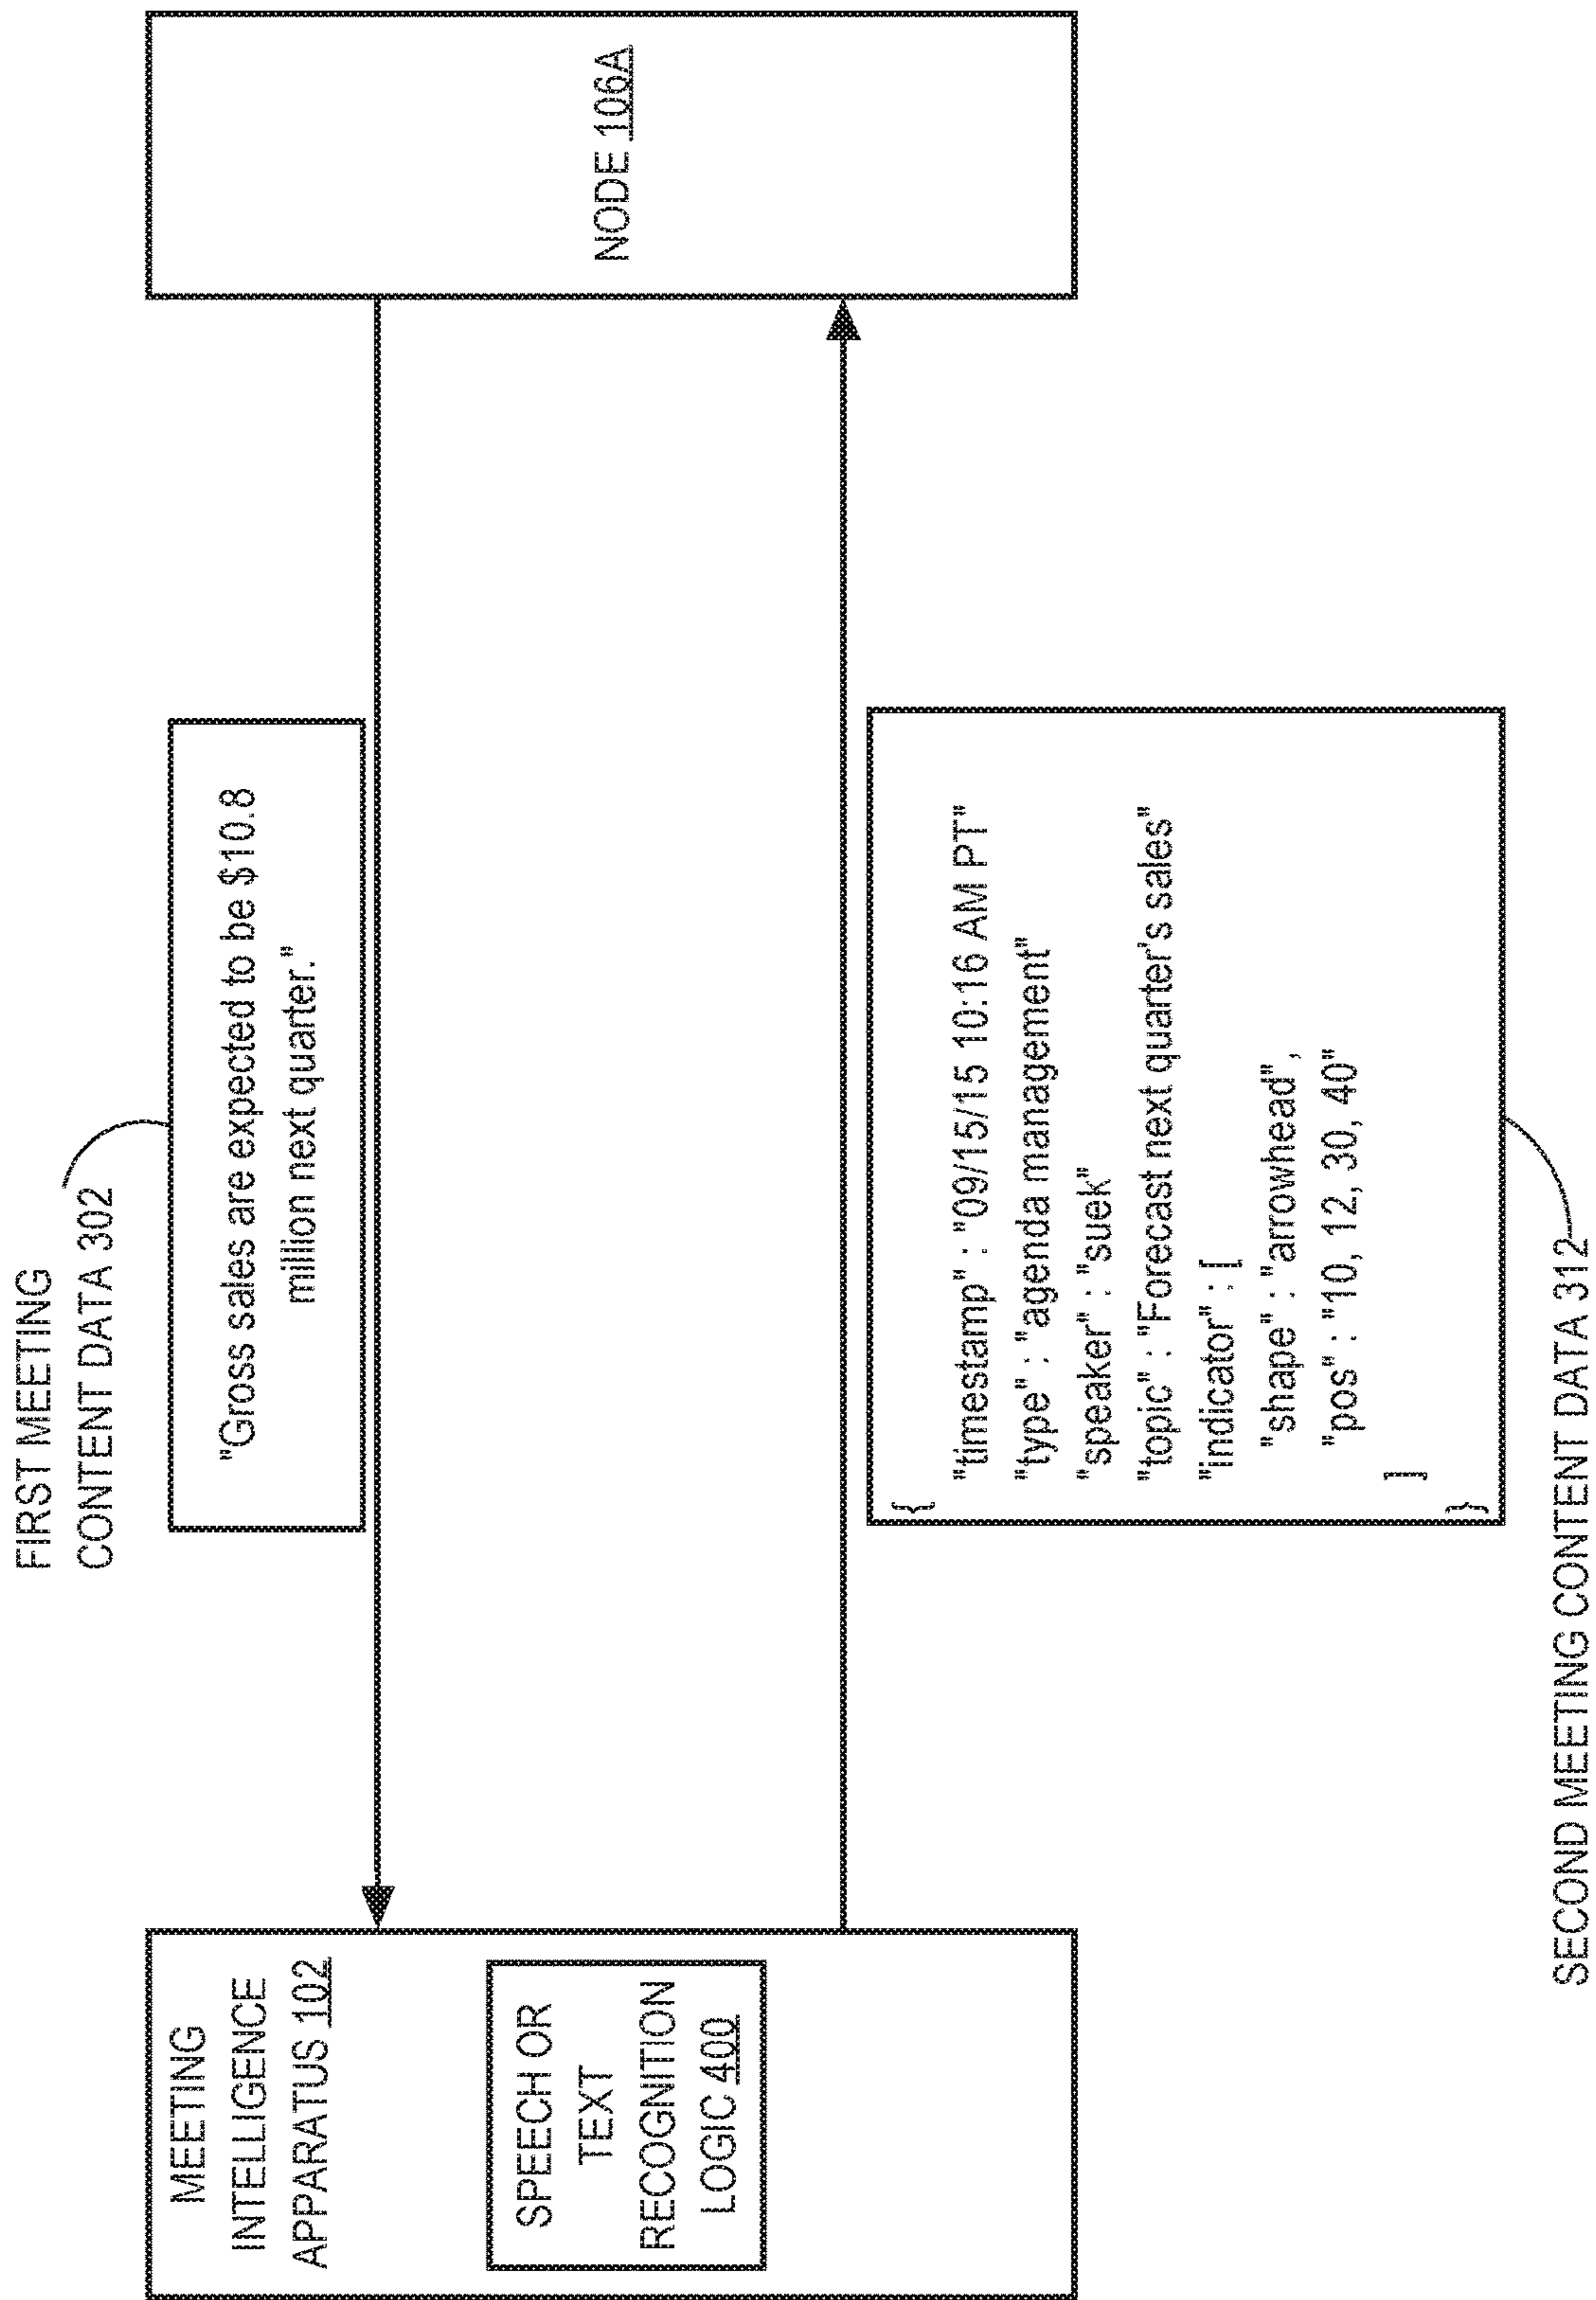 FIRST MEETING
CONTENT DATA 302
MEETING
INTELLIGENCE
APPARATUS 102
SPEECH OR
TEXT
RECOGNITION
LOGIC 400
"Gross sales are expected to be $10.8
million next quarter."
NODE 106A
{
"timestamp" : "09/15/15 10:16 AM PT"
"type" : "agenda management"
"speaker" : "suek"
"topic" : "Forecast next quarter's sales"
"indicator" : [
"shape" : "arrowhead" ,
"pos" : "10, 12, 30, 40"
]
}
SECOND MEETING CONTENT DATA 312